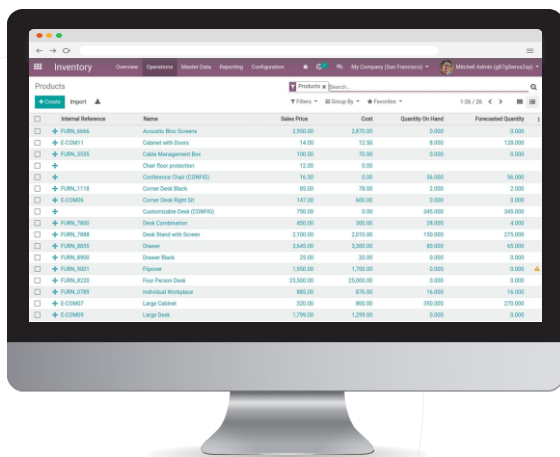 Inventory Overview Operations Master Data Reporting Configuration My Company (San Francisco)
Products Products × Search...
+ Create Import Filters Group By Favorites 1-26 / 26
Internal Reference Name Sales Price Cost Quantity On Hand Forecasted Quantity
FURN_6666 Acoustic Bloc Screens 2,950.00 2,870.00 0.000 0.000
E-COM11 Cabinet with Doors 14.00 12.50 8.000 128.000
FURN_5555 Cable Management Box 100.00 70.00 0.000 0.000
Chair floor protection 12.00 0.00
Conference Chair (CONFIG) 16.50 0.00 56.000 56.000
FURN_1118 Corner Desk Black 85.00 78.00 2.000 2.000
E-COM06 Corner Desk Right Sit 147.00 600.00 0.000 0.000
Customizable Desk (CONFIG) 750.00 0.00 345.000 345.000
FURN_7800 Desk Combination 450.00 300.00 28.000 4.000
FURN_7888 Desk Stand with Screen 2,100.00 2,010.00 150.000 275.000
FURN_8855 Drawer 3,645.00 3,300.00 80.000 65.000
FURN_8900 Drawer Black 25.00 20.00 0.000 0.000
FURN_9001 Flipover 1,950.00 1,700.00 0.000 0.000
FURN_8220 Four Person Desk 23,500.00 25,000.00 0.000 0.000
FURN_0789 Individual Workplace 885.00 876.00 16.000 16.000
E-COM07 Large Cabinet 320.00 800.00 350.000 270.000
E-COM09 Large Desk 1,799.00 1,299.00 0.000 0.000